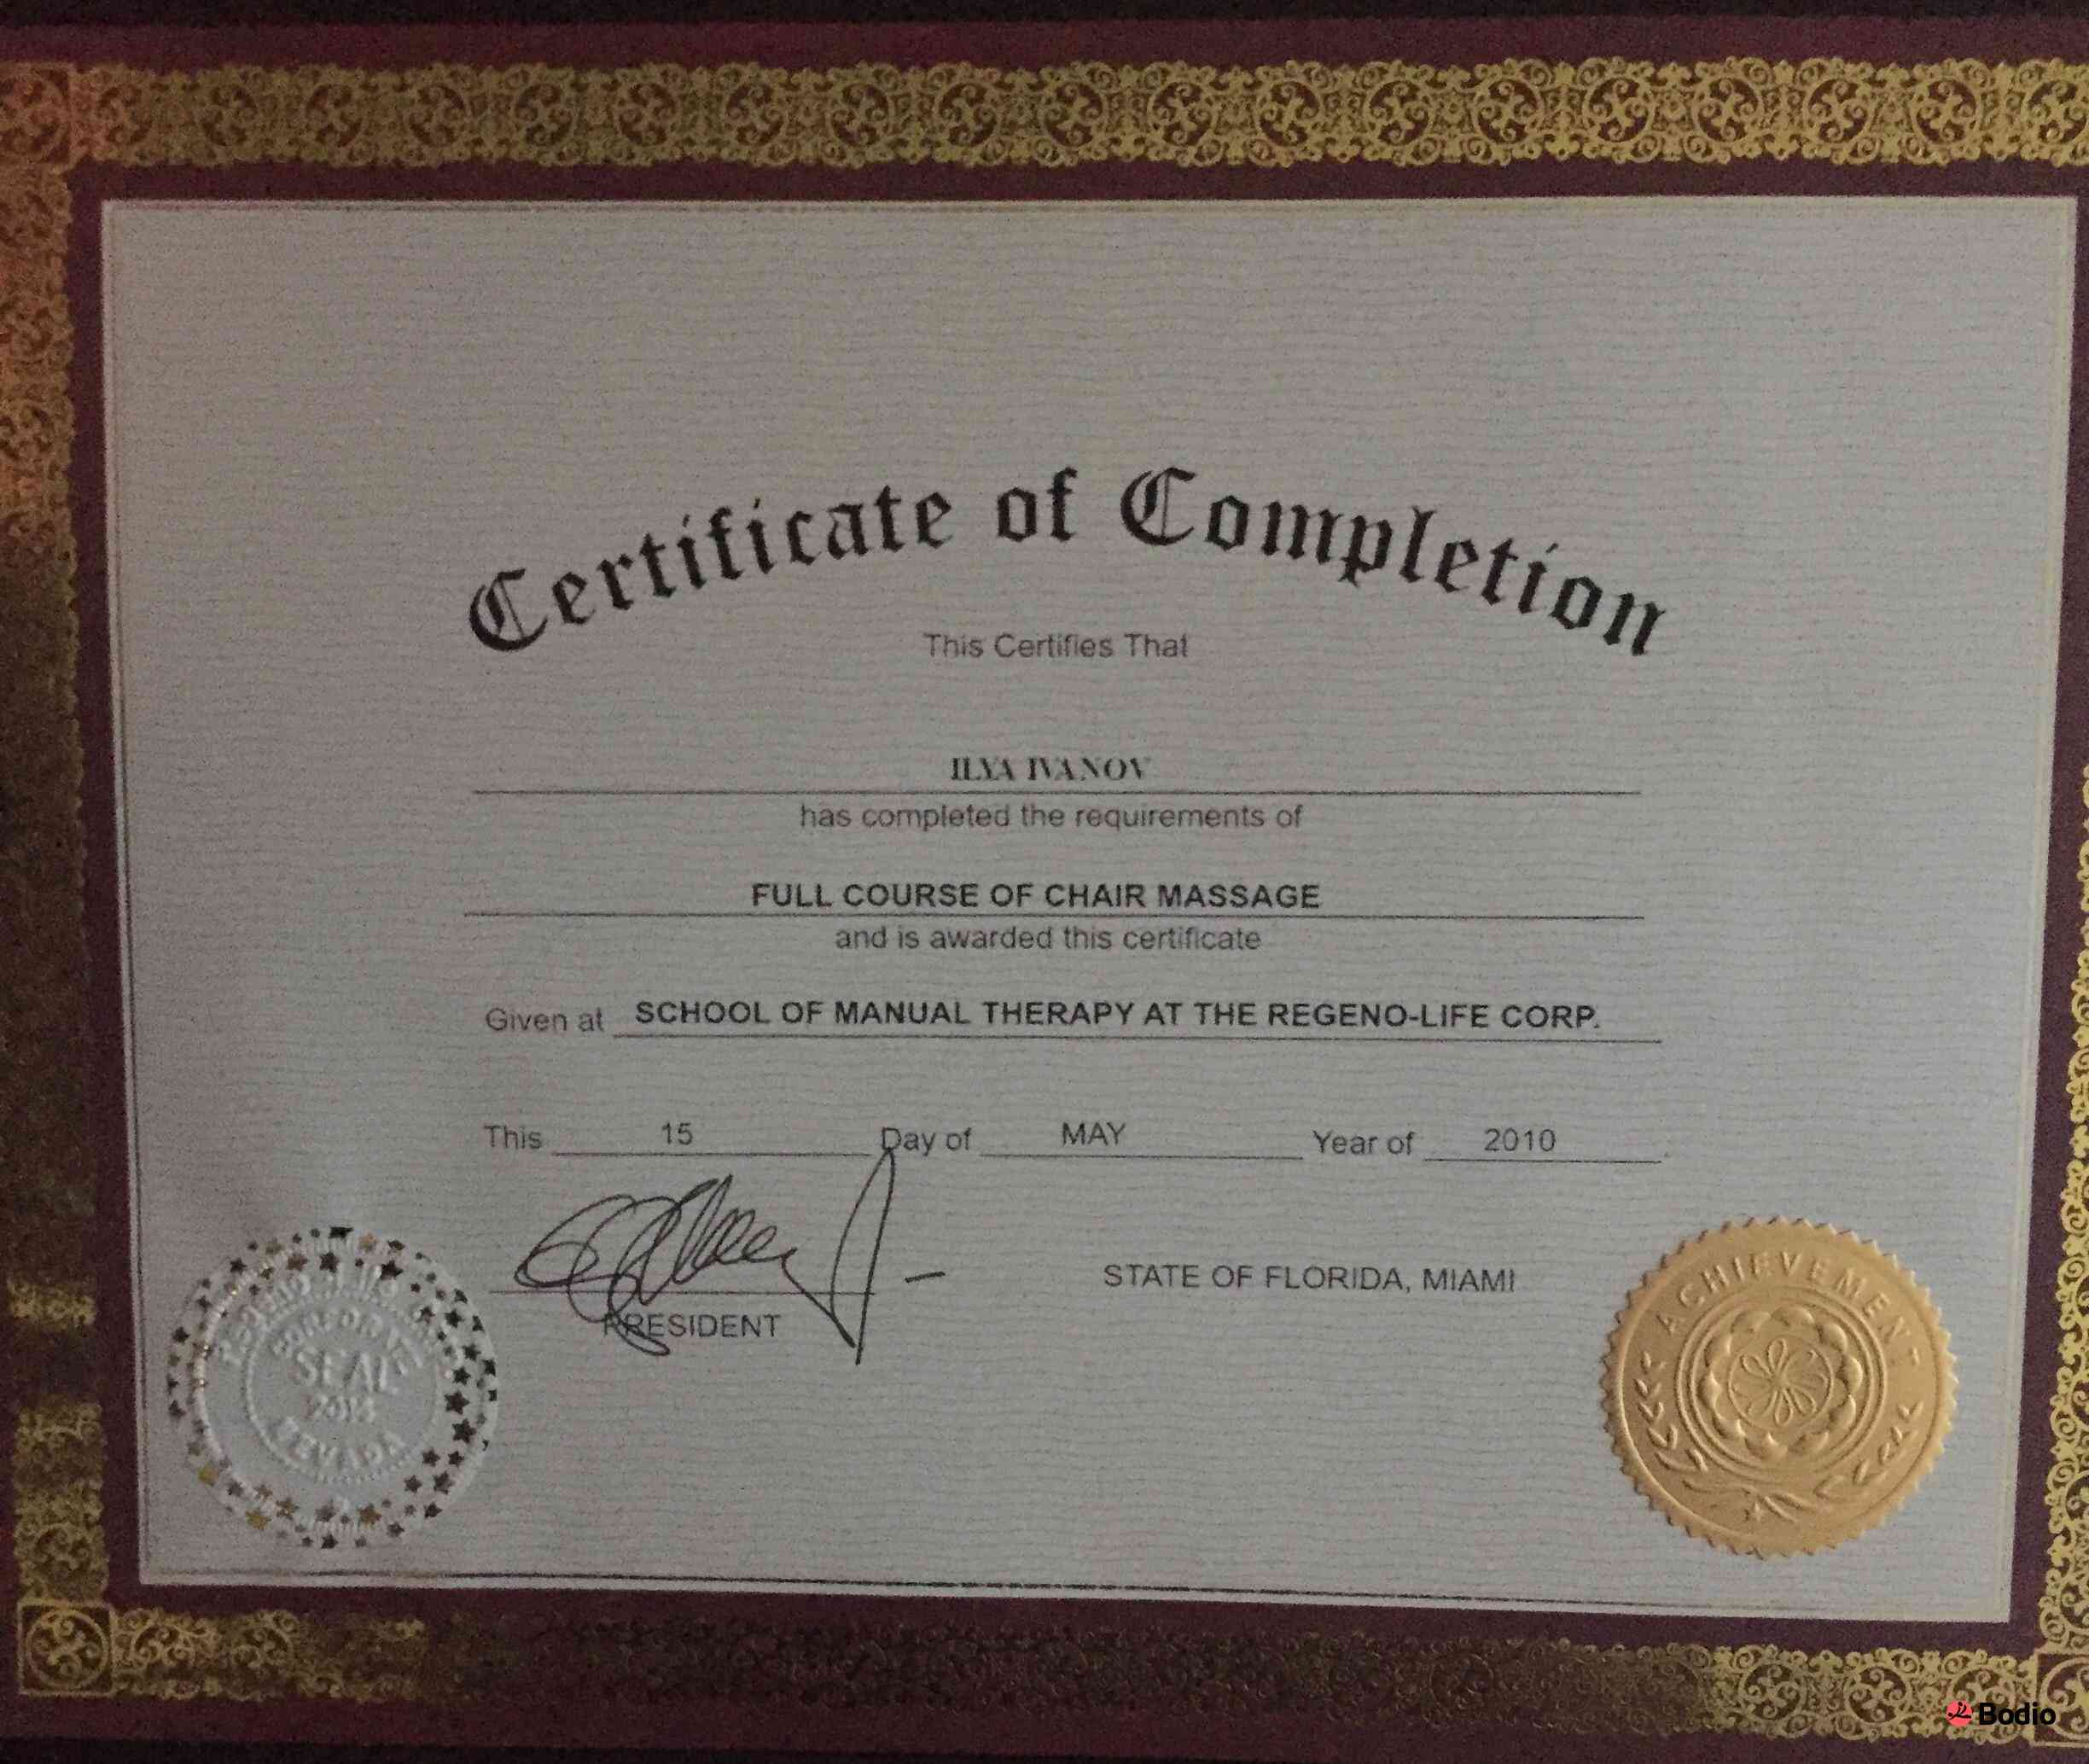 Certificate of Completion
This Certifies That
ILYA IVANOV
has completed the requirements of
FULL COURSE OF CHAIR MASSAGE
and is awarded this certificate
Given at SCHOOL OF MANUAL THERAPY AT THE REGENO-LIFE CORP.
This 15 Day of MAY Year of 2010
PRESIDENT
STATE OF FLORIDA, MIAMI
CORPORATE
SEAL
NEVADA
ACHIEVEMENT
Bodio